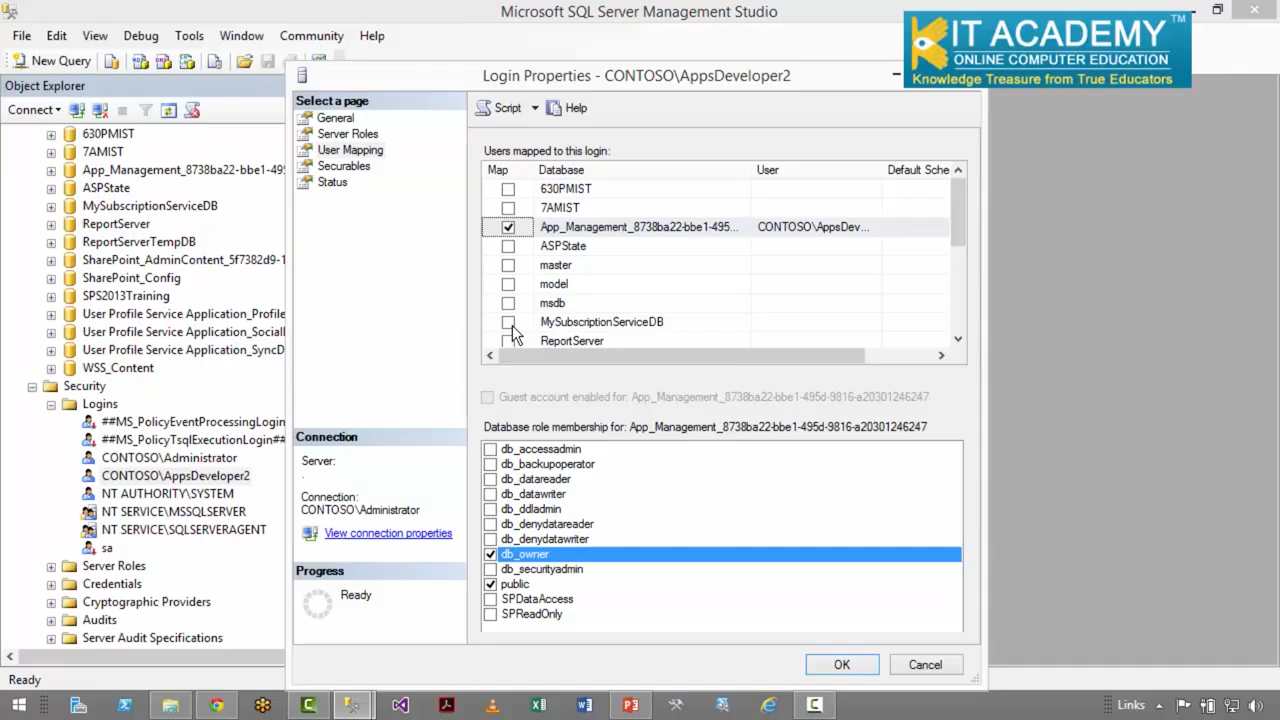 Microsoft SQL Server Management Studio
KIT ACADEMY TM
ONLINE COMPUTER EDUCATION
Knowledge Treasure from True Educators
File Edit View Debug Tools Window Community Help
New Query
Object Explorer
Connect
630PMIST
7AMIST
App_Management_8738ba22-bbe1-4955
ASPState
MySubscriptionServiceDB
ReportServer
ReportServerTempDB
SharePoint_AdminContent_5f7382d9-1
SharePoint_Config
SPS2013Training
User Profile Service Application_Profil
User Profile Service Application_Social
User Profile Service Application_SyncD
WSS_Content
Security
Logins
##MS_PolicyEventProcessingLogin
##MS_PolicyTsqlExecutionLogin##
CONTOSO\Administrator
CONTOSO\AppsDeveloper2
NT AUTHORITY\SYSTEM
NT SERVICE\MSSQLSERVER
NT SERVICE\SQLSERVERAGENT
sa
Server Roles
Credentials
Cryptographic Providers
Audits
Server Audit Specifications
Ready
Login Properties - CONTOSO\AppsDeveloper2
Select a page
General
Server Roles
User Mapping
Securables
Status
Connection
Server:
.
Connection:
CONTOSO\Administrator
View connection properties
Progress
Ready
Script Help
Users mapped to this login:
Map Database User Default Sche
630PMIST
7AMIST
App_Management_8738ba22-bbe1-495... CONTOSO\AppsDev...
ASPState
master
model
msdb
MySubscriptionServiceDB
ReportServer
Guest account enabled for: App_Management_8738ba22-bbe1-495d-9816-a20301246247
Database role membership for: App_Management_8738ba22-bbe1-495d-9816-a20301246247
db_accessadmin
db_backupoperator
db_datareader
db_datawriter
db_ddladmin
db_denydatareader
db_denydatawriter
db_owner
db_securityadmin
public
SPDataAccess
SPReadOnly
OK Cancel
Links